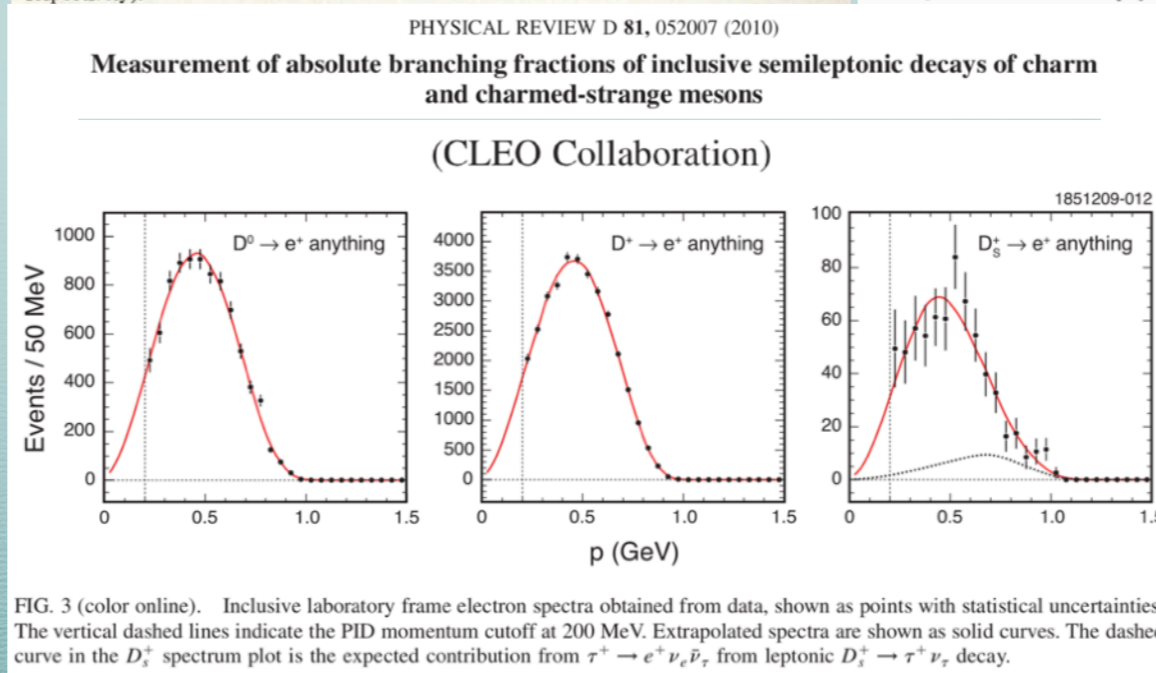 PHYSICAL REVIEW D 81, 052007 (2010)
Measurement of absolute branching fractions of inclusive semileptonic decays of charm
and charmed-strange mesons
(CLEO Collaboration)
1851209-012
Events / 50 MeV
1000
800
600
400
200
0
D⁰ → e⁺ anything
0 0.5 1.0 1.5
4000
3500
3000
2500
2000
1500
1000
500
0
D⁺ → e⁺ anything
0 0.5 1.0 1.5
100
80
60
40
20
0
Dₛ⁺ → e⁺ anything
0 0.5 1.0
p (GeV)
FIG. 3 (color online). Inclusive laboratory frame electron spectra obtained from data, shown as points with statistical uncertainties
The vertical dashed lines indicate the PID momentum cutoff at 200 MeV. Extrapolated spectra are shown as solid curves. The dashe
curve in the Dₛ⁺ spectrum plot is the expected contribution from τ⁺ → e⁺νₑν̄_τ from leptonic Dₛ⁺ → τ⁺ν_τ decay.